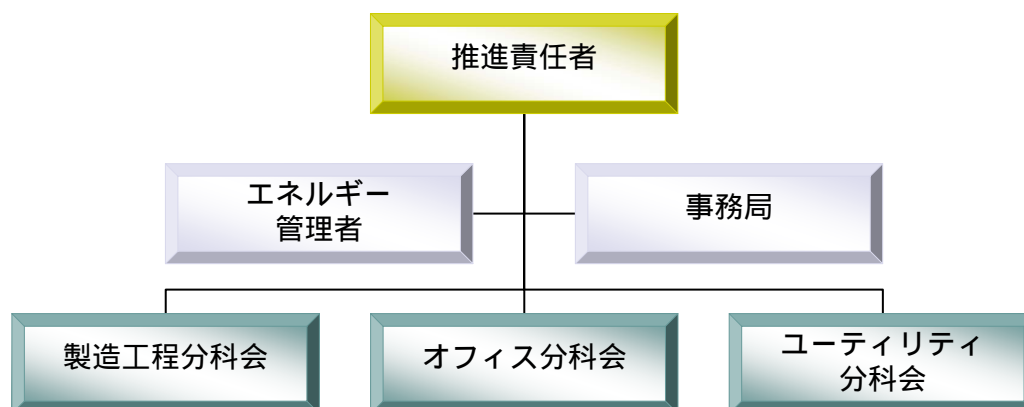 推進責任者
エネルギー
管理者
事務局
製造工程分科会
オフィス分科会
ユーティリティ
分科会